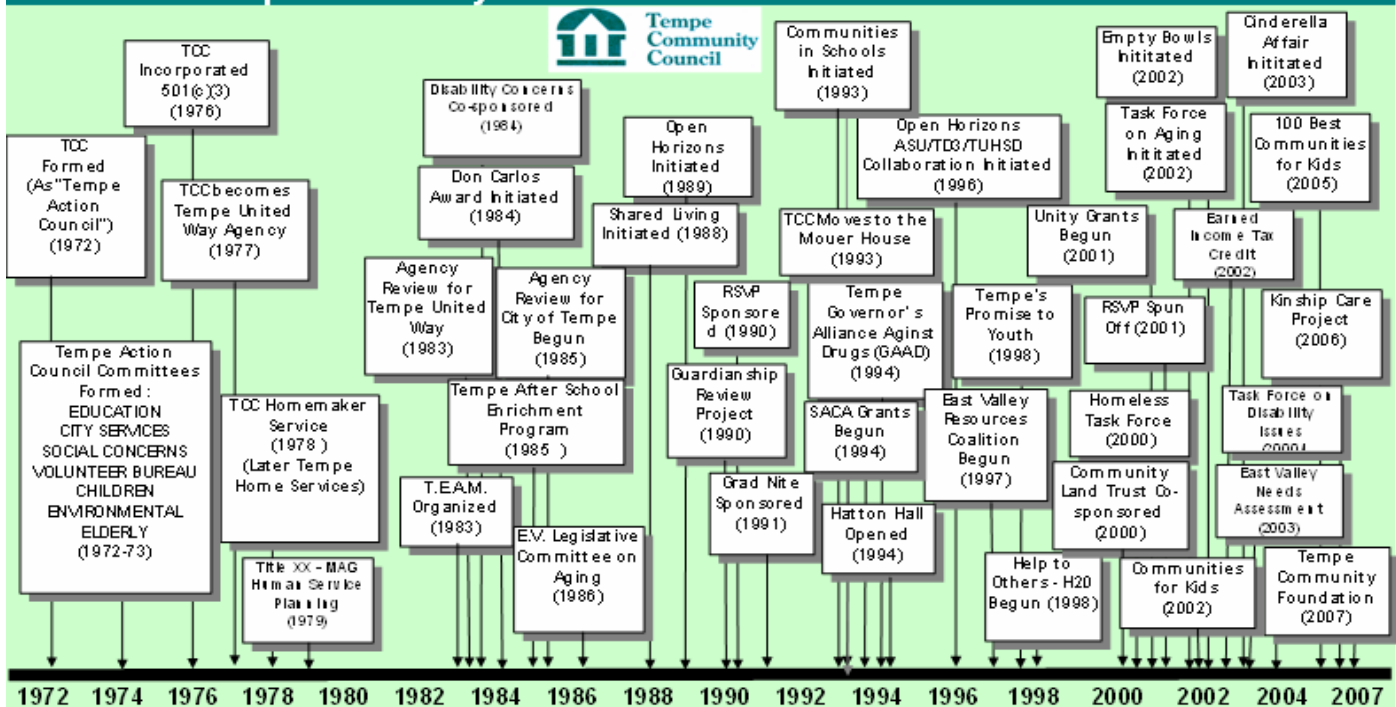 Tempe
Community
Council
TCC
Formed
(As"Tempe
Action
Council")
(1972)
TCC
Incorporated
501(c)(3)
(1976)
TCC becomes
Tempe United
Way Agency
(1977)
Tempe Action
Council Committees
Formed:
EDUCATION
CITY SERVICES
SOCIAL CONCERNS
VOLUNTEER BUREAU
CHILDREN
ENVIRONMENTAL
ELDERLY
(1972-73)
TCC Homemaker
Service
(1978 )
(Later Tempe
Home Services)
Title XX - MAG
Human Service
Planning
(1979)
Disability Concerns
Co-sponsored
(1984)
Don Carlos
Award Initiated
(1984)
Agency
Review for
Tempe United
Way
(1983)
Agency
Review for
City of Tempe
Begun
(1985)
Tempe After School
Enrichment
Program
(1985 )
T.E.A.M.
Organized
(1983)
E.V. Legislative
Committee on
Aging
(1986)
Open
Horizons
Initiated
(1989)
Shared Living
Initiated (1988)
RSVP
Sponsore
d (1990)
Guardianship
Review
Project
(1990)
Grad Nite
Sponsored
(1991)
Communities
in Schools
Initiated
(1993)
Open Horizons
ASU/TD3/TUHSD
Collaboration Initiated
(1996)
TCC Moves to the
Mouer House
(1993)
Tempe
Governor's
Alliance Aginst
Drugs (GAAD)
(1994)
SACA Grants
Begun
(1994)
Hatton Hall
Opened
(1994)
Tempe's
Promise to
Youth
(1998)
East Valley
Resources
Coalition
Begun
(1997)
Help to
Others - H20
Begun (1998)
Empty Bowls
Inititated
(2002)
Task Force
on Aging
Inititated
(2002)
Unity Grants
Begun
(2001)
RSVP Spun
Off (2001)
Homeless
Task Force
(2000)
Community
Land Trust Co-
sponsored
(2000)
Communities
for Kids
(2002)
Cinderella
Affair
Inititated
(2003)
100 Best
Communities
for Kids
(2005)
Earned
Income Tax
Credit
(2002)
Kinship Care
Project
(2006)
Task Force on
Disability
Issues
East Valley
Needs
Assessment
(2003)
Tempe
Community
Foundation
(2007)
1972 1974 1976 1978 1980 1982 1984 1986 1988 1990 1992 1994 1996 1998 2000 2002 2004 2007